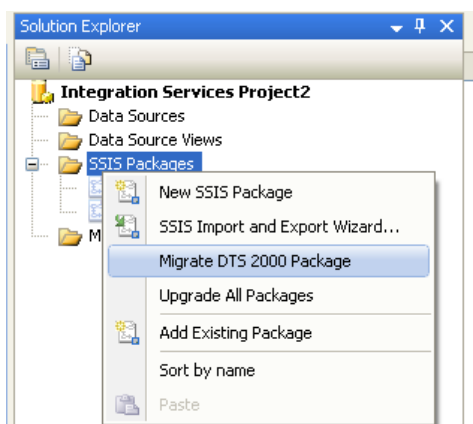 Solution Explorer
Integration Services Project2
Data Sources
Data Source Views
SSIS Packages
New SSIS Package
SSIS Import and Export Wizard...
M
Migrate DTS 2000 Package
Upgrade All Packages
Add Existing Package
Sort by name
Paste